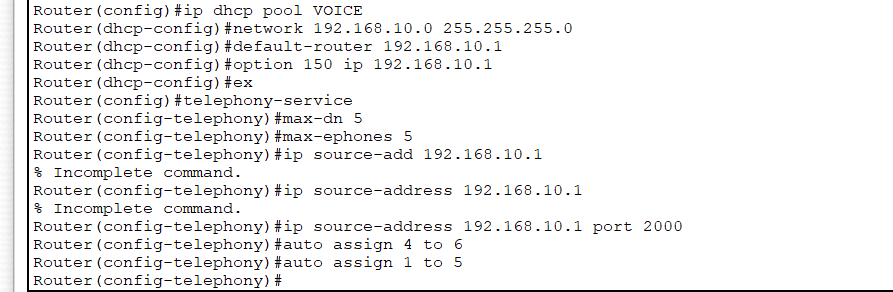 Router(config)#ip dhcp pool VOICE
Router(dhcp-config)#network 192.168.10.0 255.255.255.0
Router(dhcp-config)#default-router 192.168.10.1
Router(dhcp-config)#option 150 ip 192.168.10.1
Router(dhcp-config)#ex
Router(config)#telephony-service
Router(config-telephony)#max-dn 5
Router(config-telephony)#max-ephones 5
Router(config-telephony)#ip source-add 192.168.10.1
% Incomplete command.
Router(config-telephony)#ip source-address 192.168.10.1
% Incomplete command.
Router(config-telephony)#ip source-address 192.168.10.1 port 2000
Router(config-telephony)#auto assign 4 to 6
Router(config-telephony)#auto assign 1 to 5
Router(config-telephony)#